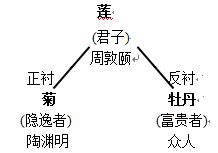 莲
(君子)
周敦颐
正衬 反衬
菊 牡丹
(隐逸者) (富贵者)
陶渊明 众人